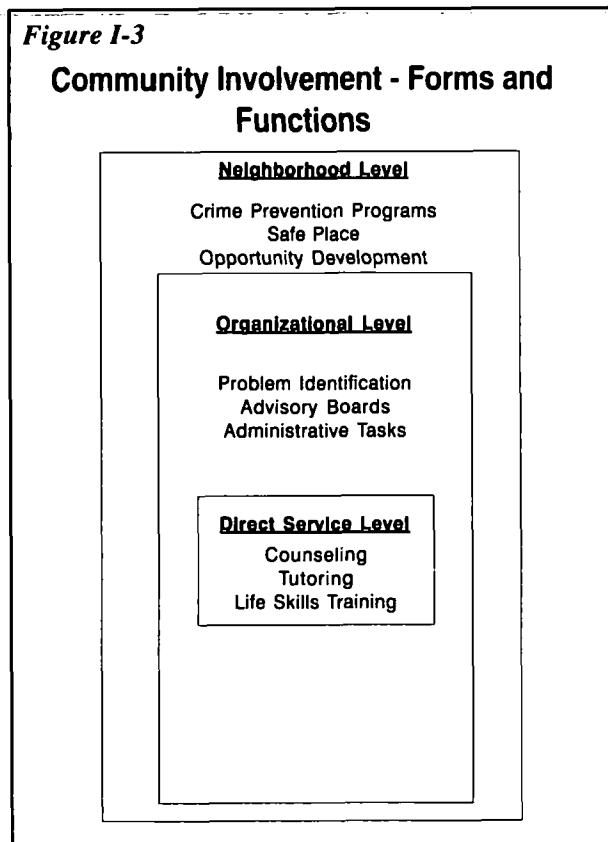 Figure I-3
Community Involvement - Forms and
Functions
Neighborhood Level
Crime Prevention Programs
Safe Place
Opportunity Development
Organizational Level
Problem Identification
Advisory Boards
Administrative Tasks
Direct Service Level
Counseling
Tutoring
Life Skills Training